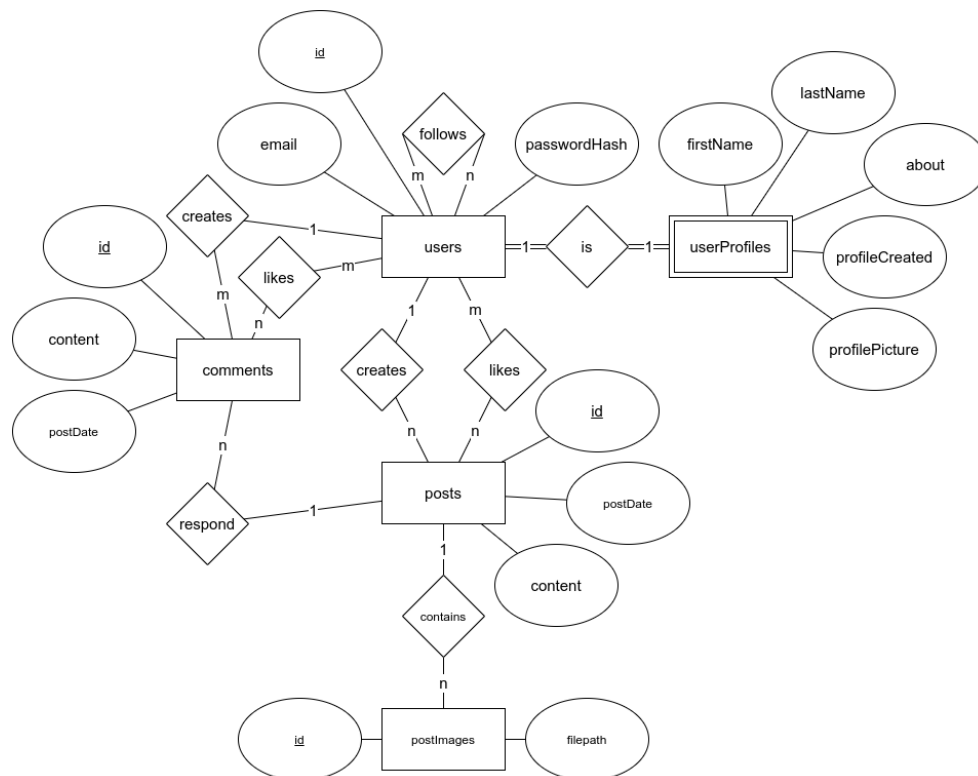 id
lastName
follows
email
passwordHash
firstName
about
m
n
creates
1
users
1
is
1
userProfiles
id
likes
m
profileCreated
m
n
1
m
content
comments
creates
likes
profilePicture
id
postDate
n
n
n
posts
postDate
respond
1
1
content
contains
n
id
postImages
filepath